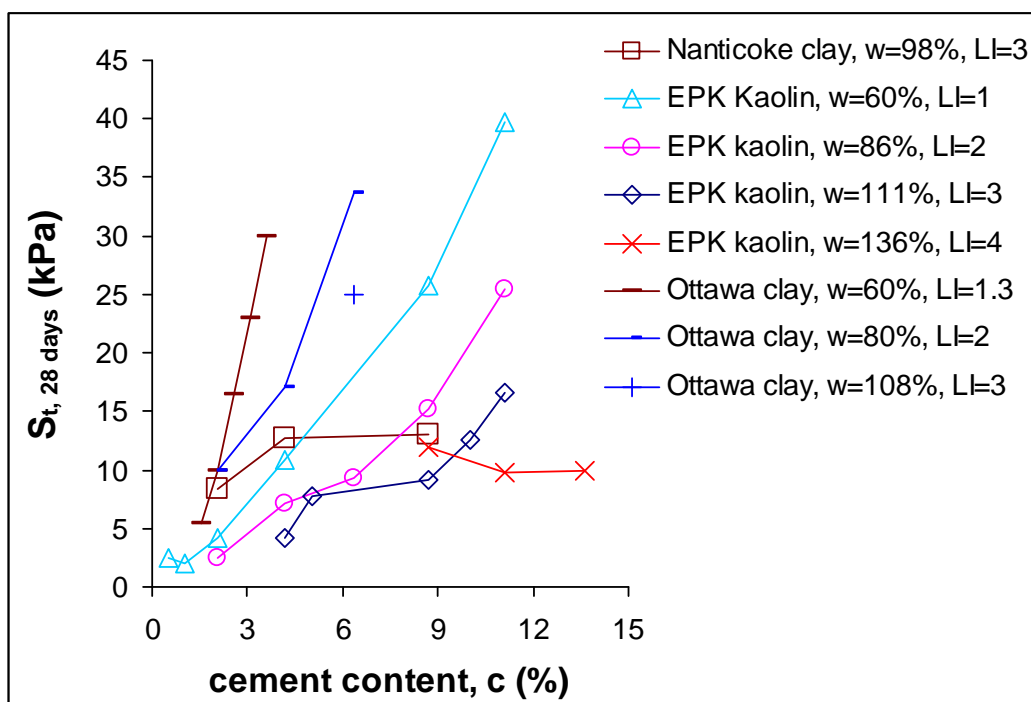 45
40
35
30
25
20
15
10
5
0
0 3 6 9 12 15
St, 28 days (kPa)
cement content, c (%)
Nanticoke clay, w=98%, LI=3
EPK Kaolin, w=60%, LI=1
EPK kaolin, w=86%, LI=2
EPK kaolin, w=111%, LI=3
EPK kaolin, w=136%, LI=4
Ottawa clay, w=60%, LI=1.3
Ottawa clay, w=80%, LI=2
Ottawa clay, w=108%, LI=3